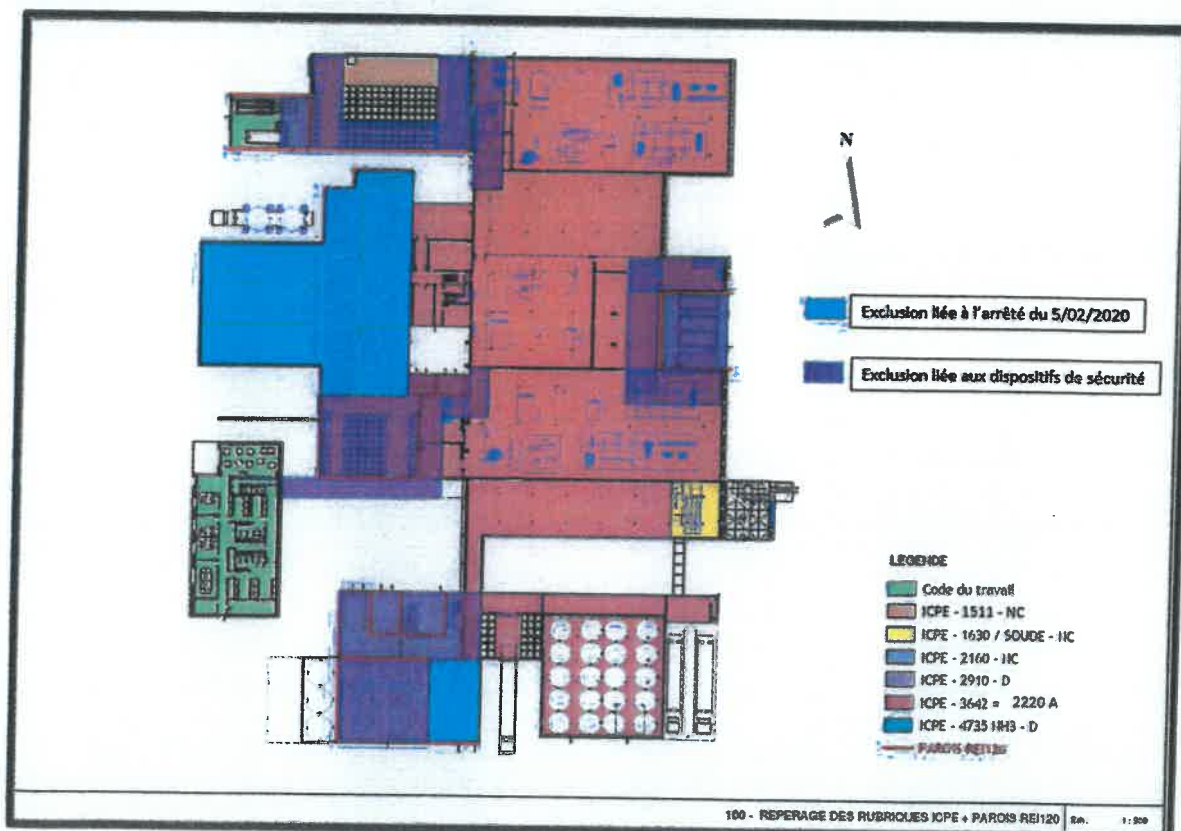 N
Exclusion liée à l'arrêté du 5/02/2020
Exclusion liée aux dispositifs de sécurité
LEGENDE
Code du travail
ICPE - 1511 - NC
ICPE - 1630 / SOUDE - NC
ICPE - 2160 - NC
ICPE - 2910 - D
ICPE - 3642 = 2220 A
ICPE - 4735 NH3 - D
PAROIS REI120
100 - REPERAGE DES RUBRIQUES ICPE + PAROIS REI120